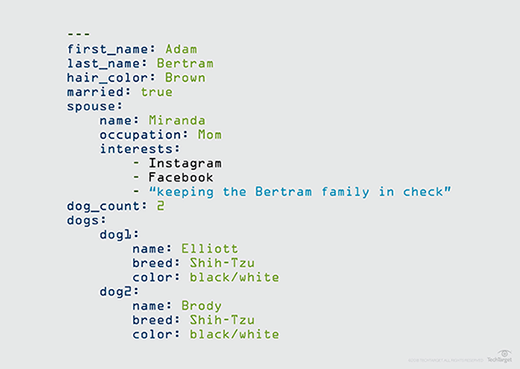 ---
first_name: Adam
last_name: Bertram
hair_color: Brown
married: true
spouse:
    name: Miranda
    occupation: Mom
    interests:
        - Instagram
        - Facebook
        - “keeping the Bertram family in check”
dog_count: 2
dogs:
    dog1:
        name: Elliott
        breed: Shih-Tzu
        color: black/white
    dog2:
        name: Brody
        breed: Shih-Tzu
        color: black/white
TechTarget